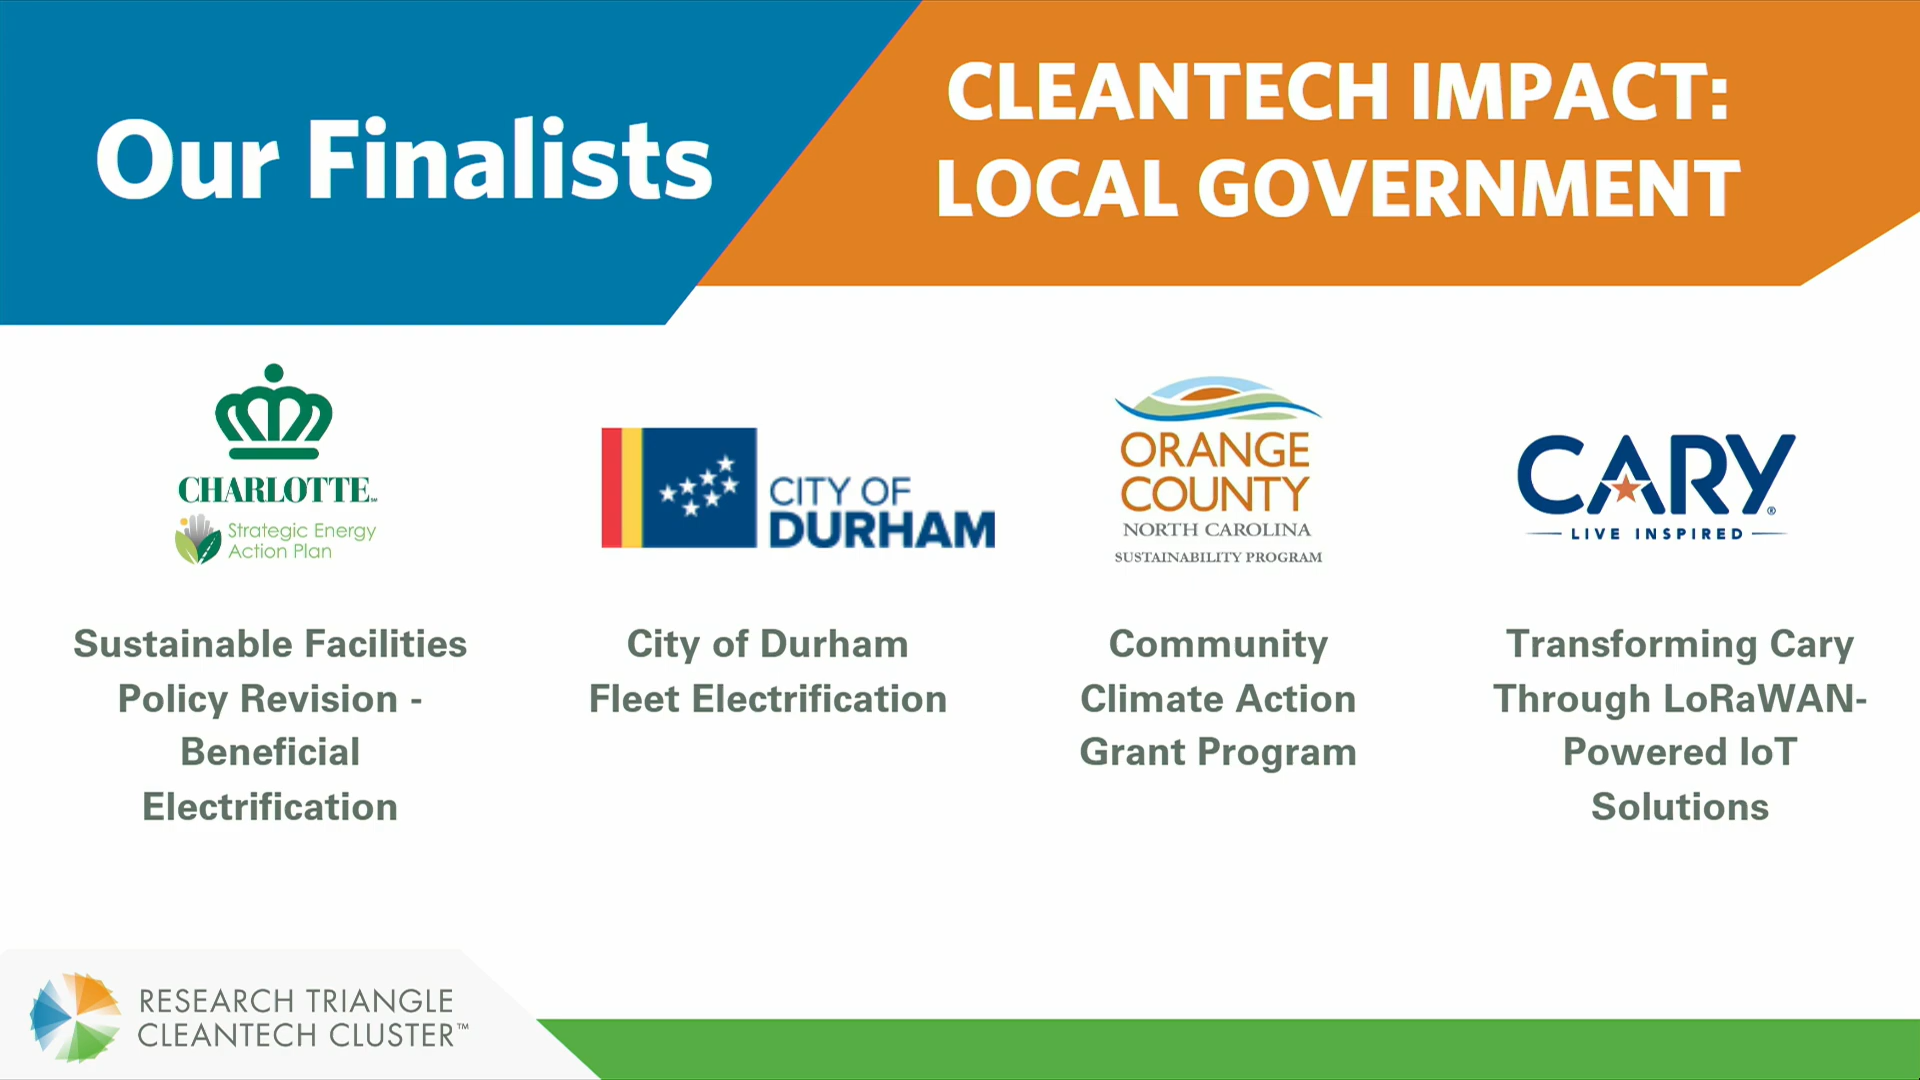 Our Finalists
CLEANTECH IMPACT:
LOCAL GOVERNMENT
CHARLOTTE™
Strategic Energy
Action Plan
Sustainable Facilities
Policy Revision -
Beneficial
Electrification
CITY OF
DURHAM
City of Durham
Fleet Electrification
ORANGE
COUNTY
NORTH CAROLINA
SUSTAINABILITY PROGRAM
Community
Climate Action
Grant Program
CARY®
LIVE INSPIRED
Transforming Cary
Through LoRaWAN-
Powered IoT
Solutions
RESEARCH TRIANGLE
CLEANTECH CLUSTER™